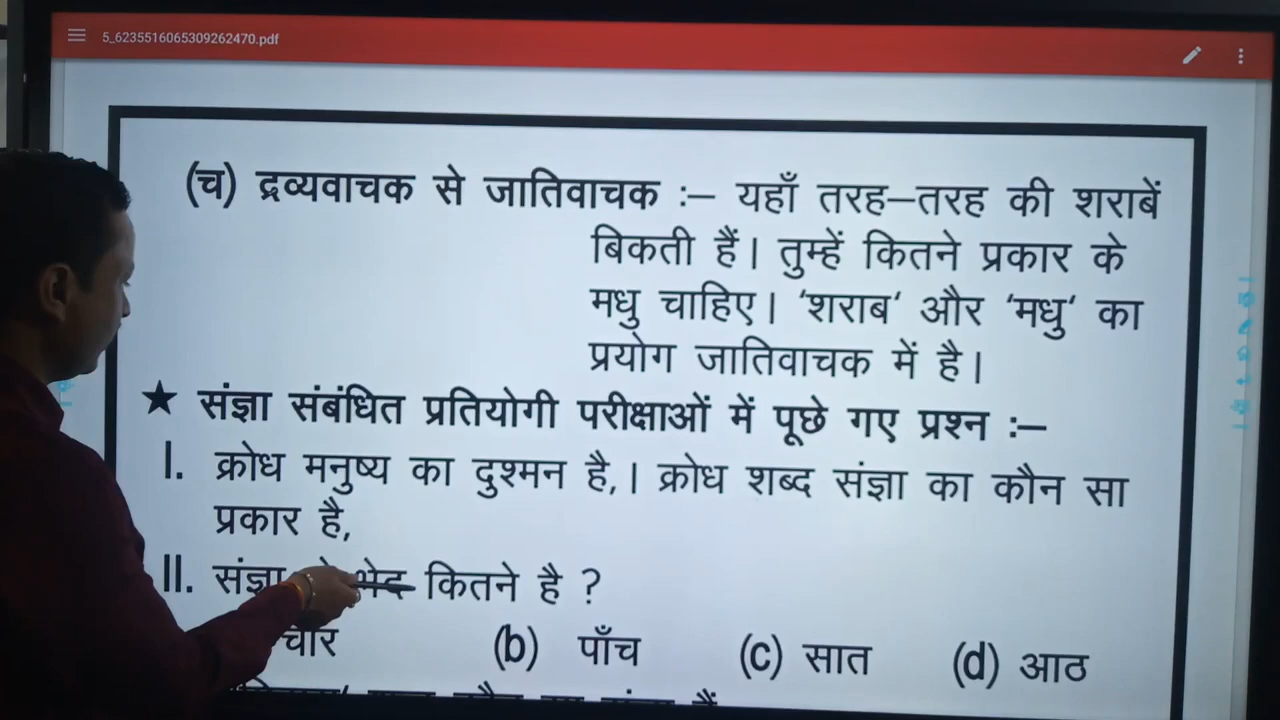 5_6235516065309262470.pdf
(च) द्रव्यवाचक से जातिवाचक :– यहाँ तरह–तरह की शराबें
बिकती हैं। तुम्हें कितने प्रकार के
मधु चाहिए। 'शराब' और 'मधु' का
प्रयोग जातिवाचक में है।
★ संज्ञा संबंधित प्रतियोगी परीक्षाओं में पूछे गए प्रश्न :–
I. क्रोध मनुष्य का दुश्मन है,। क्रोध शब्द संज्ञा का कौन सा
प्रकार है,
II. संज्ञा भेद कितने है ?
चार (b) पाँच (c) सात (d) आठ